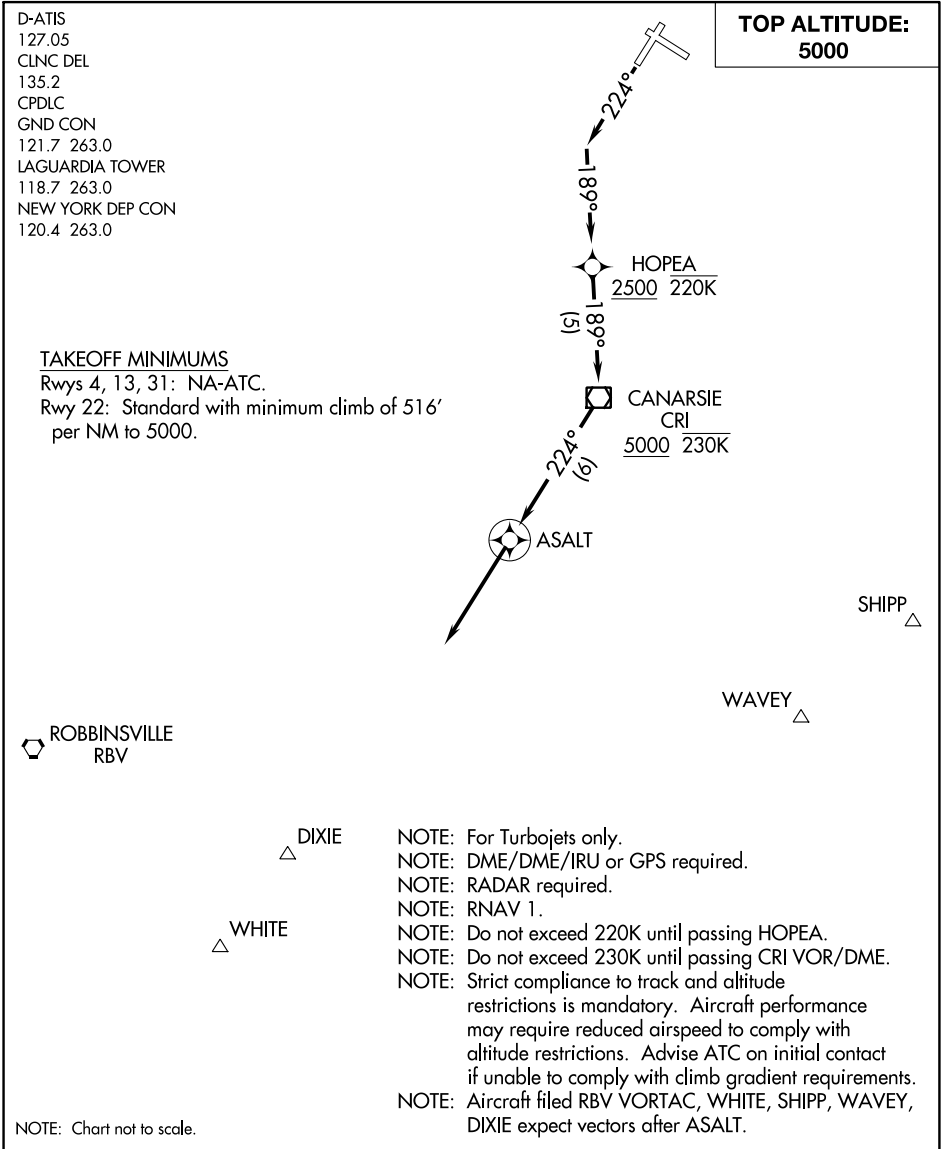 D-ATIS
127.05
CLNC DEL
135.2
CPDLC
GND CON
121.7 263.0
LAGUARDIA TOWER
118.7 263.0
NEW YORK DEP CON
120.4 263.0
TOP ALTITUDE:
5000
224°
189°
HOPEA
2500 220K
189°
(5)
TAKEOFF MINIMUMS
Rwys 4, 13, 31: NA-ATC.
Rwy 22: Standard with minimum climb of 516'
per NM to 5000.
CANARSIE
CRI
5000 230K
224°
(6)
ASALT
SHIPP
WAVEY
ROBBINSVILLE
RBV
DIXIE
WHITE
NOTE: For Turbojets only.
NOTE: DME/DME/IRU or GPS required.
NOTE: RADAR required.
NOTE: RNAV 1.
NOTE: Do not exceed 220K until passing HOPEA.
NOTE: Do not exceed 230K until passing CRI VOR/DME.
NOTE: Strict compliance to track and altitude
restrictions is mandatory. Aircraft performance
may require reduced airspeed to comply with
altitude restrictions. Advise ATC on initial contact
if unable to comply with climb gradient requirements.
NOTE: Aircraft filed RBV VORTAC, WHITE, SHIPP, WAVEY,
DIXIE expect vectors after ASALT.
NOTE: Chart not to scale.